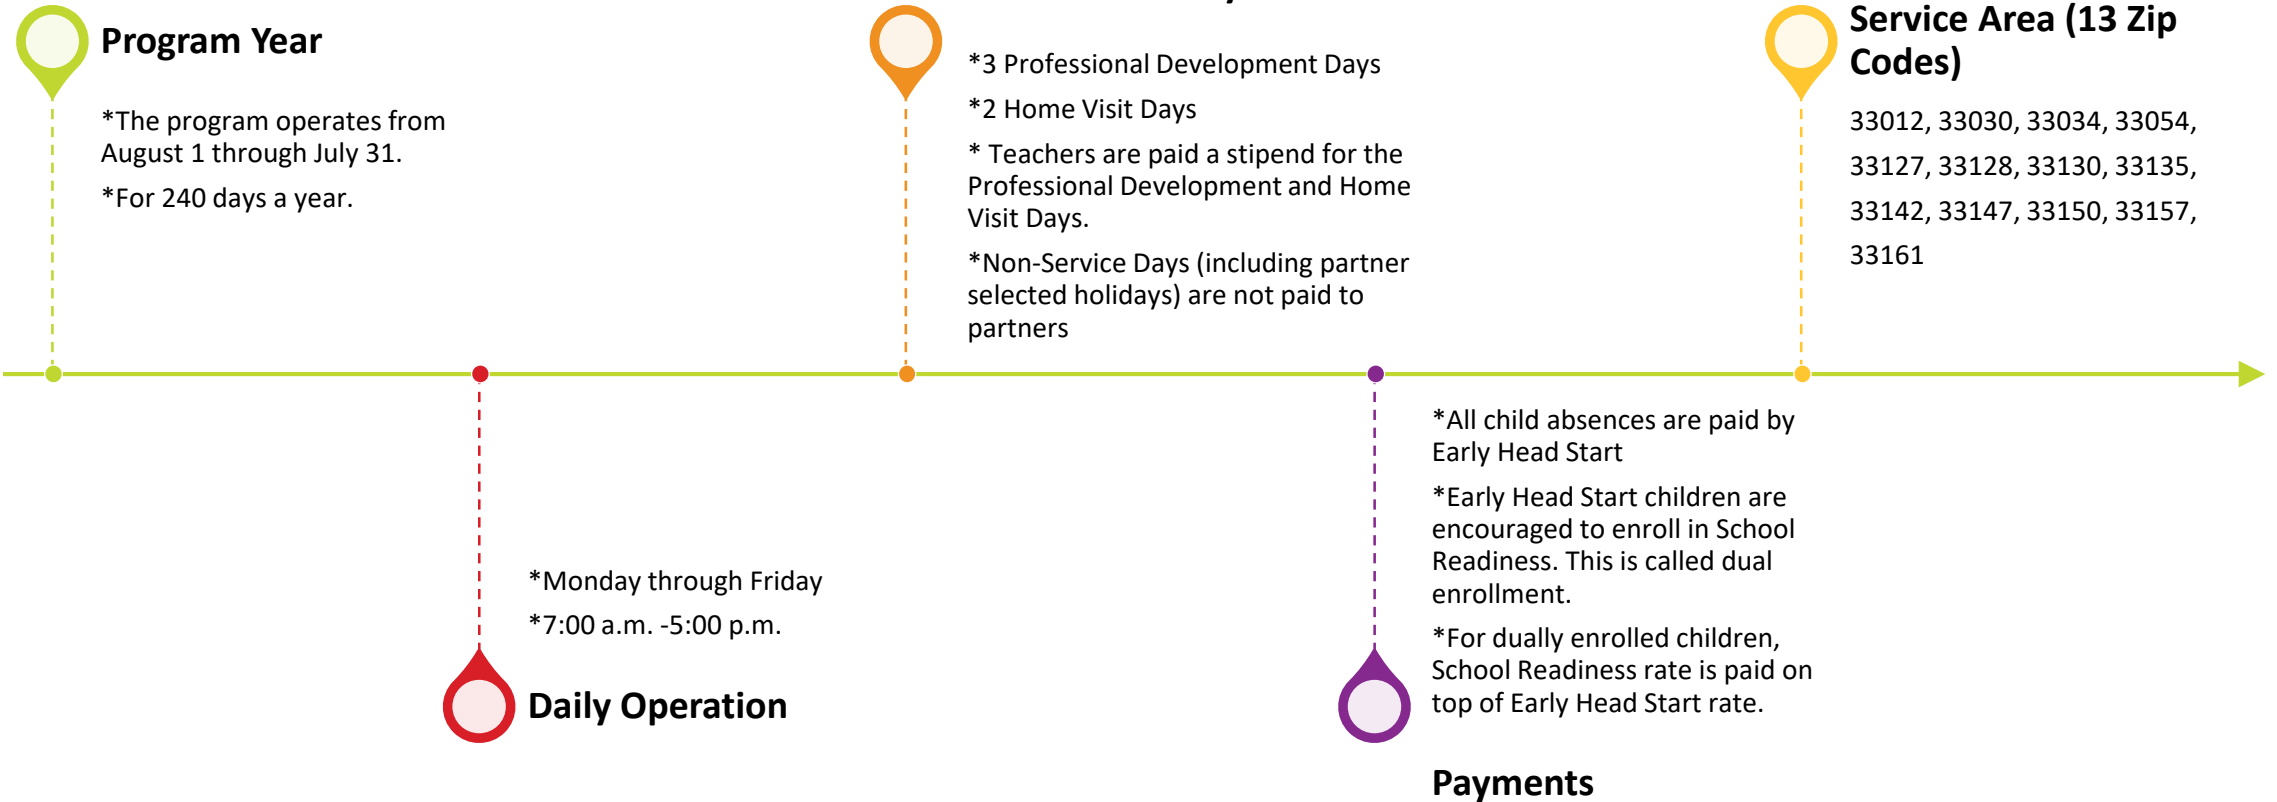 Program Year
*The program operates from
August 1 through July 31.
*For 240 days a year.
*Monday through Friday
*7:00 a.m. -5:00 p.m.
Daily Operation
*3 Professional Development Days
*2 Home Visit Days
* Teachers are paid a stipend for the
Professional Development and Home
Visit Days.
*Non-Service Days (including partner
selected holidays) are not paid to
partners
*All child absences are paid by
Early Head Start
*Early Head Start children are
encouraged to enroll in School
Readiness. This is called dual
enrollment.
*For dually enrolled children,
School Readiness rate is paid on
top of Early Head Start rate.
Payments
Service Area (13 Zip
Codes)
33012, 33030, 33034, 33054,
33127, 33128, 33130, 33135,
33142, 33147, 33150, 33157,
33161